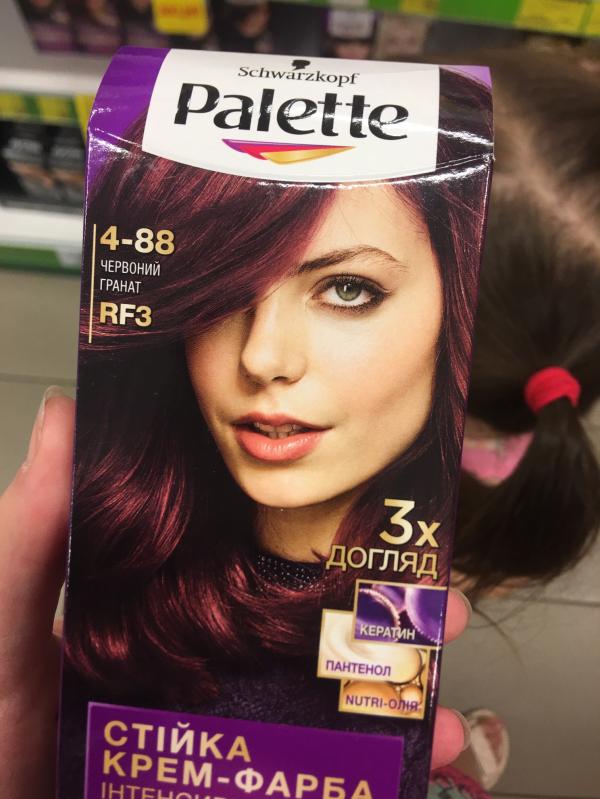 Schwarzkopf
Palette
4-88
ЧЕРВОНИЙ
ГРАНАТ
RF3
3x
ДОГЛЯД
КЕРАТИН
ПАНТЕНОЛ
NUTRI-ОЛІЯ
СТІЙКА
КРЕМ-ФАРБА